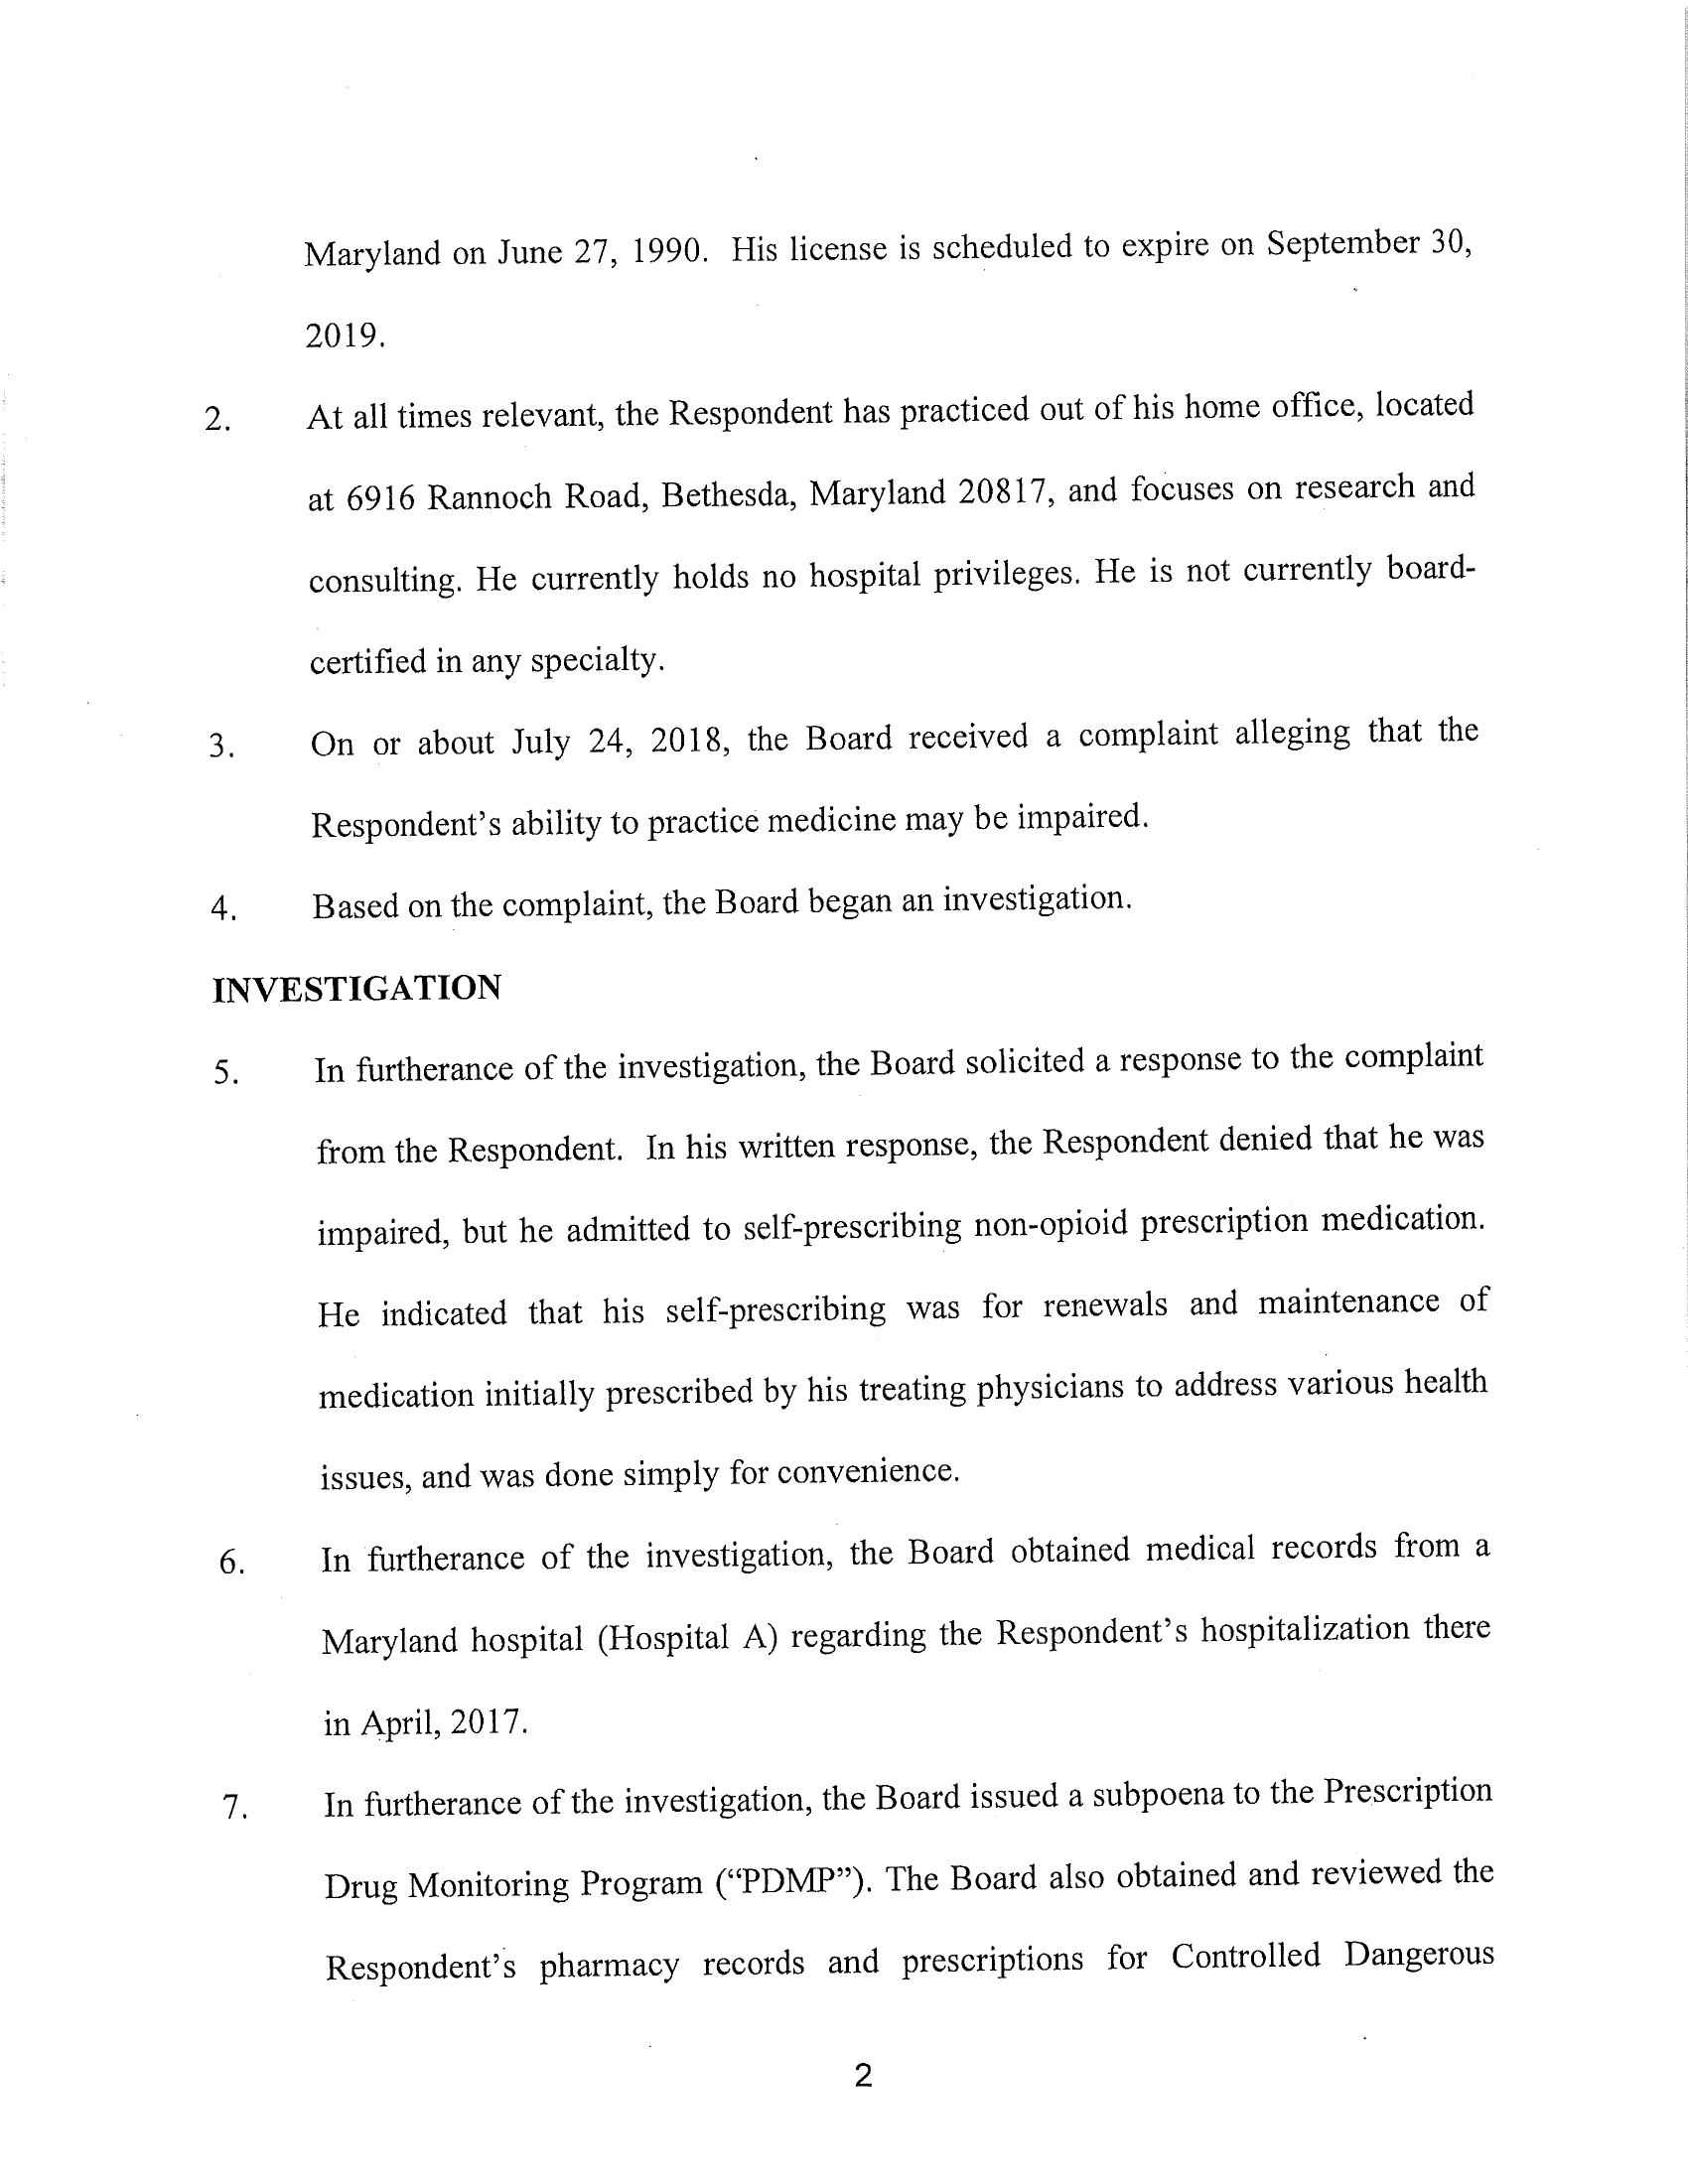 Maryland on June 27, 1990. His license is scheduled to expire on September 30,
2019.
2. At all times relevant, the Respondent has practiced out of his home office, located
at 6916 Rannoch Road, Bethesda, Maryland 20817, and focuses on research and
consulting. He currently holds no hospital privileges. He is not currently board-
certified in any specialty.
3. On or about July 24, 2018, the Board received a complaint alleging that the
Respondent's ability to practice medicine may be impaired.
4. Based on the complaint, the Board began an investigation.
INVESTIGATION
5. In furtherance of the investigation, the Board solicited a response to the complaint
from the Respondent. In his written response, the Respondent denied that he was
impaired, but he admitted to self-prescribing non-opioid prescription medication.
He indicated that his self-prescribing was for renewals and maintenance of
medication initially prescribed by his treating physicians to address various health
issues, and was done simply for convenience.
6. In furtherance of the investigation, the Board obtained medical records from a
Maryland hospital (Hospital A) regarding the Respondent's hospitalization there
in April, 2017.
7. In furtherance of the investigation, the Board issued a subpoena to the Prescription
Drug Monitoring Program ("PDMP"). The Board also obtained and reviewed the
Respondent's pharmacy records and prescriptions for Controlled Dangerous
2